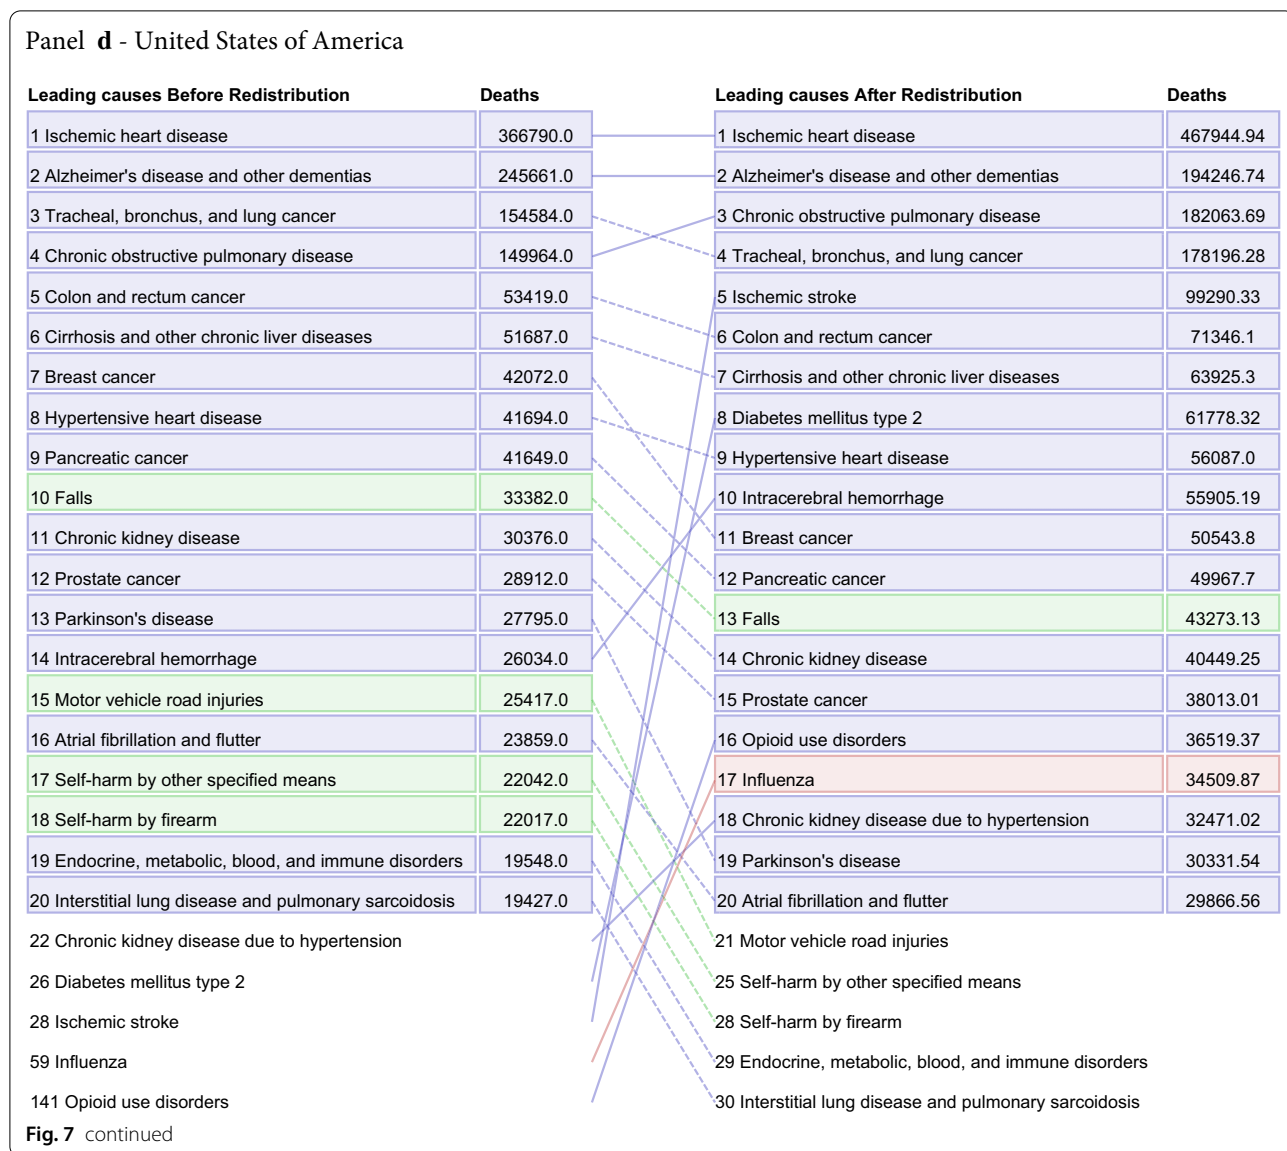 Panel d - United States of America
Leading causes Before Redistribution Deaths Leading causes After Redistribution Deaths
1 Ischemic heart disease 366790.0 1 Ischemic heart disease 467944.94
2 Alzheimer's disease and other dementias 245661.0 2 Alzheimer's disease and other dementias 194246.74
3 Tracheal, bronchus, and lung cancer 154584.0 3 Chronic obstructive pulmonary disease 182063.69
4 Chronic obstructive pulmonary disease 149964.0 4 Tracheal, bronchus, and lung cancer 178196.28
5 Colon and rectum cancer 53419.0 5 Ischemic stroke 99290.33
6 Cirrhosis and other chronic liver diseases 51687.0 6 Colon and rectum cancer 71346.1
7 Breast cancer 42072.0 7 Cirrhosis and other chronic liver diseases 63925.3
8 Hypertensive heart disease 41694.0 8 Diabetes mellitus type 2 61778.32
9 Pancreatic cancer 41649.0 9 Hypertensive heart disease 56087.0
10 Falls 33382.0 10 Intracerebral hemorrhage 55905.19
11 Chronic kidney disease 30376.0 11 Breast cancer 50543.8
12 Prostate cancer 28912.0 12 Pancreatic cancer 49967.7
13 Parkinson's disease 27795.0 13 Falls 43273.13
14 Intracerebral hemorrhage 26034.0 14 Chronic kidney disease 40449.25
15 Motor vehicle road injuries 25417.0 15 Prostate cancer 38013.01
16 Atrial fibrillation and flutter 23859.0 16 Opioid use disorders 36519.37
17 Self-harm by other specified means 22042.0 17 Influenza 34509.87
18 Self-harm by firearm 22017.0 18 Chronic kidney disease due to hypertension 32471.02
19 Endocrine, metabolic, blood, and immune disorders 19548.0 19 Parkinson's disease 30331.54
20 Interstitial lung disease and pulmonary sarcoidosis 19427.0 20 Atrial fibrillation and flutter 29866.56
22 Chronic kidney disease due to hypertension 21 Motor vehicle road injuries
26 Diabetes mellitus type 2 25 Self-harm by other specified means
28 Ischemic stroke 28 Self-harm by firearm
59 Influenza 29 Endocrine, metabolic, blood, and immune disorders
141 Opioid use disorders 30 Interstitial lung disease and pulmonary sarcoidosis
Fig. 7 continued